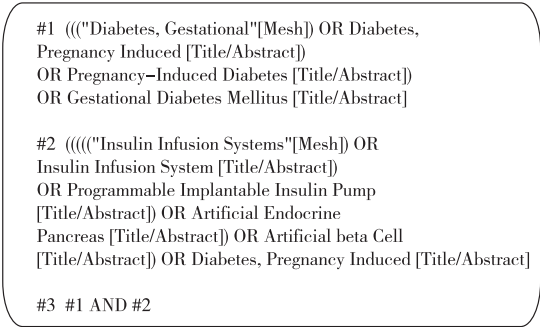 #1 ((("Diabetes, Gestational"[Mesh]) OR Diabetes,
Pregnancy Induced [Title/Abstract])
OR Pregnancy−Induced Diabetes [Title/Abstract])
OR Gestational Diabetes Mellitus [Title/Abstract]
#2 ((((("Insulin Infusion Systems"[Mesh]) OR
Insulin Infusion System [Title/Abstract])
OR Programmable Implantable Insulin Pump
[Title/Abstract]) OR Artificial Endocrine
Pancreas [Title/Abstract]) OR Artificial beta Cell
[Title/Abstract]) OR Diabetes, Pregnancy Induced [Title/Abstract]
#3 #1 AND #2